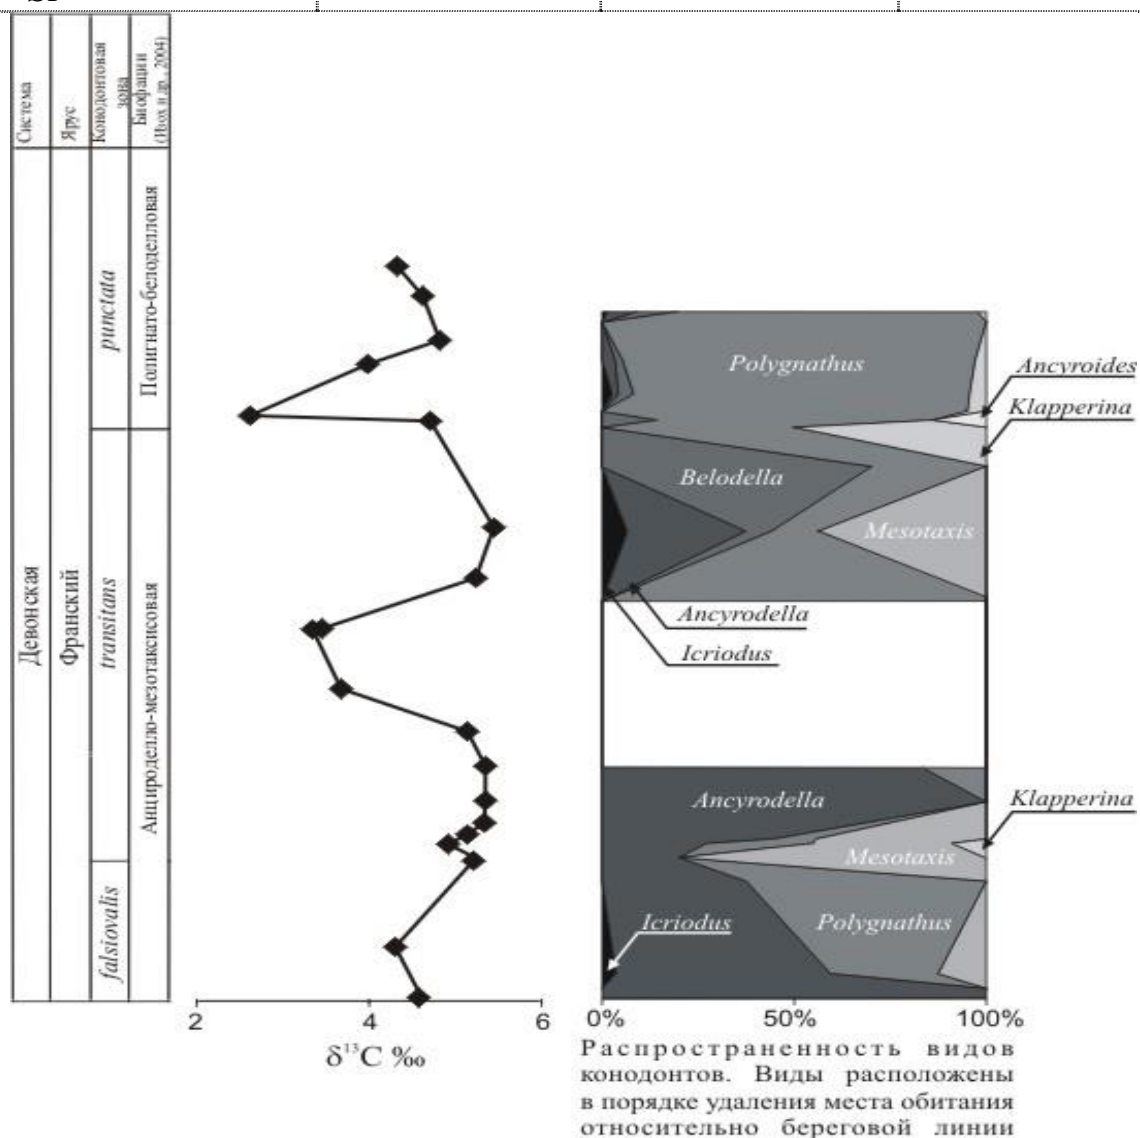 Система
Ярус
Конодонтовая
зона
Биофации
(Изох и др., 2004)
Девонская
Франский
punctata
transitans
falsiovalis
Полигнато-белоделловая
Анцироделло-мезотаксисовая
2
4
6
δ¹³C ‰
Polygnathus
Ancyroides
Klapperina
Belodella
Mesotaxis
Ancyrodella
Icriodus
Ancyrodella
Klapperina
Mesotaxis
Icriodus
Polygnathus
0%
50%
100%
Распространенность видов
конодонтов. Виды расположены
в порядке удаления места обитания
относительно береговой линии